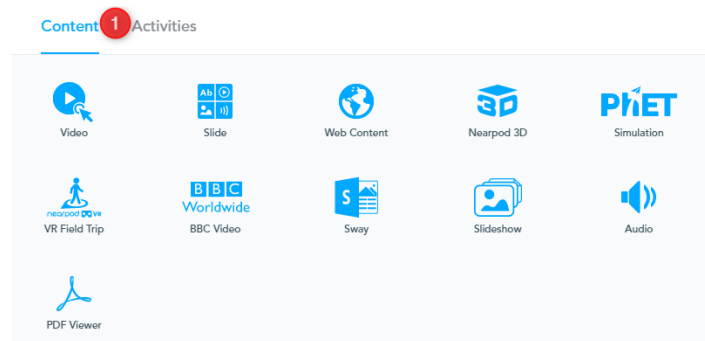 Content 1 Activities
Ab
Video Slide Web Content Nearpod 3D Simulation
3D
PhET
nearpod VR
VR Field Trip
BBC
Worldwide
BBC Video
S
Sway
Slideshow
Audio
PDF Viewer